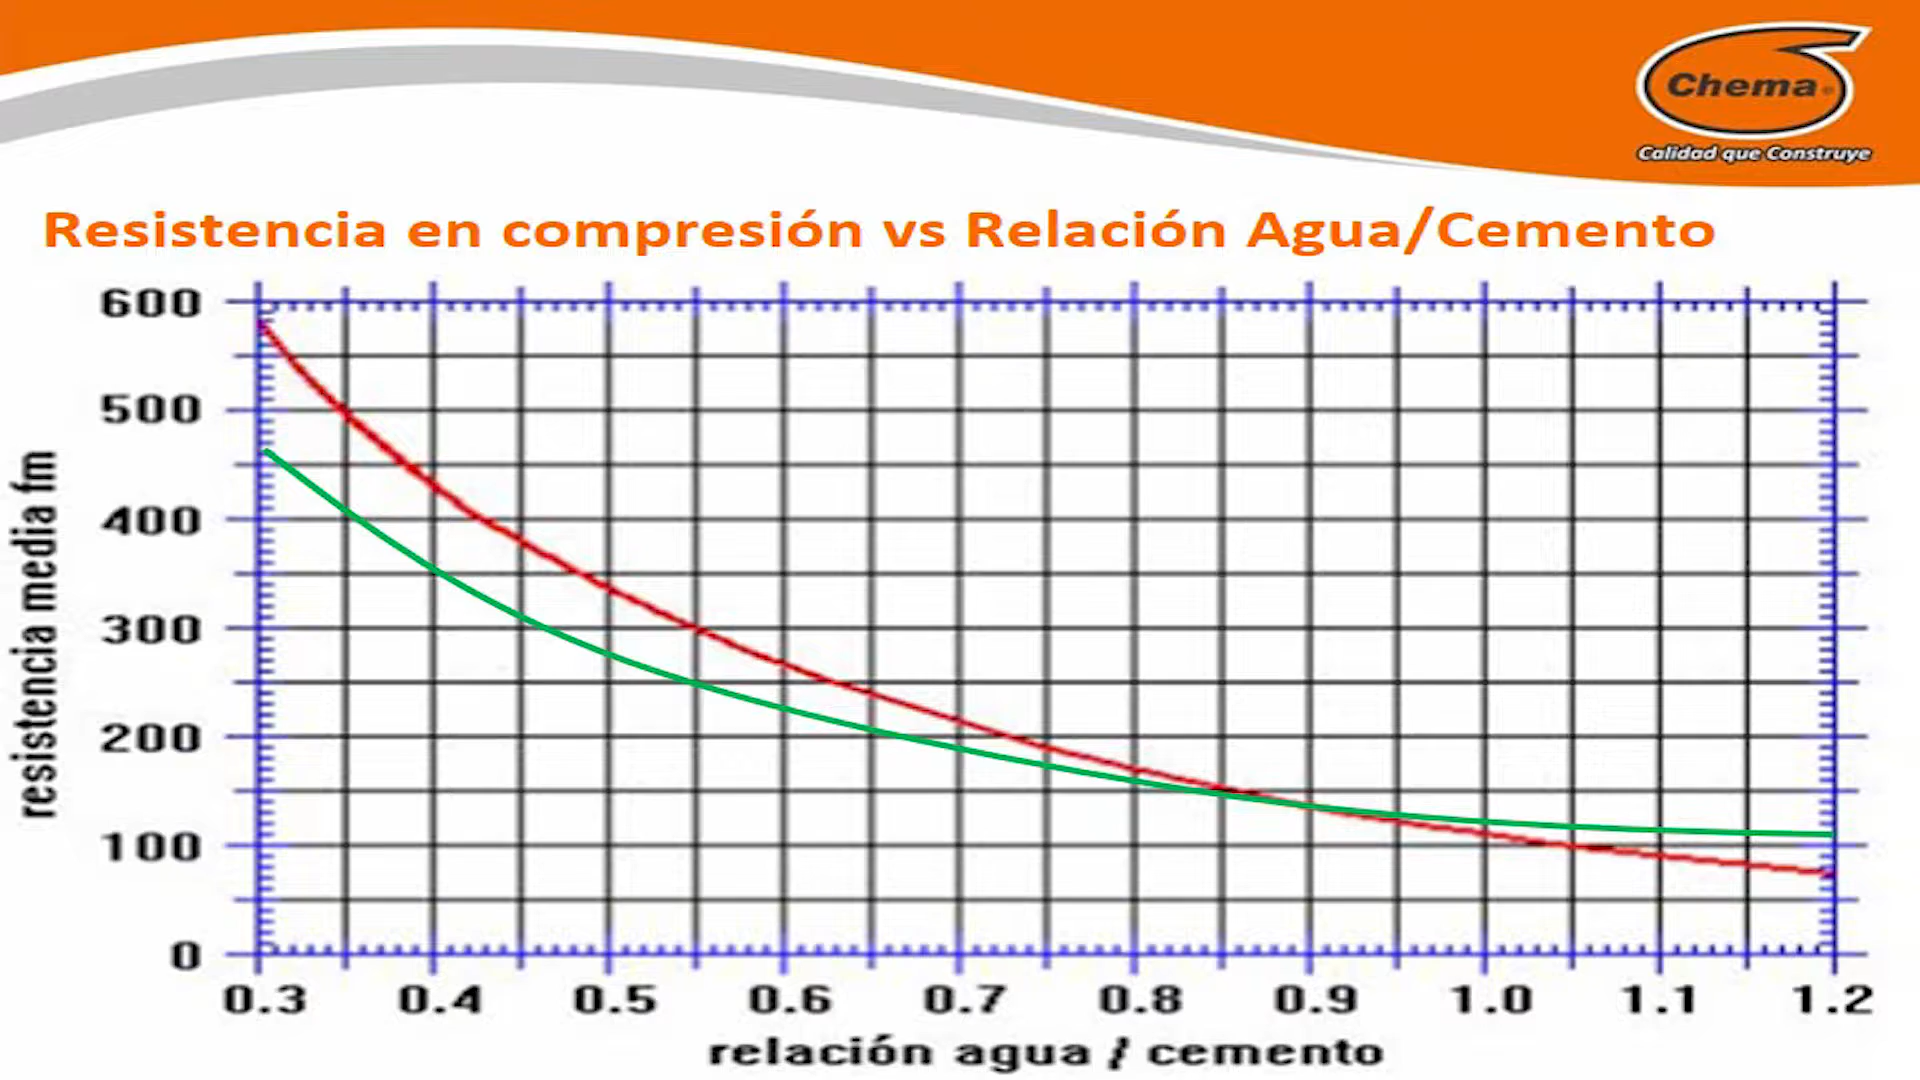 Chema
Calidad que Construye
Resistencia en compresión vs Relación Agua/Cemento
600
500
400
300
200
100
0
resistencia media fm
0.3 0.4 0.5 0.6 0.7 0.8 0.9 1.0 1.1 1.2
relación agua / cemento